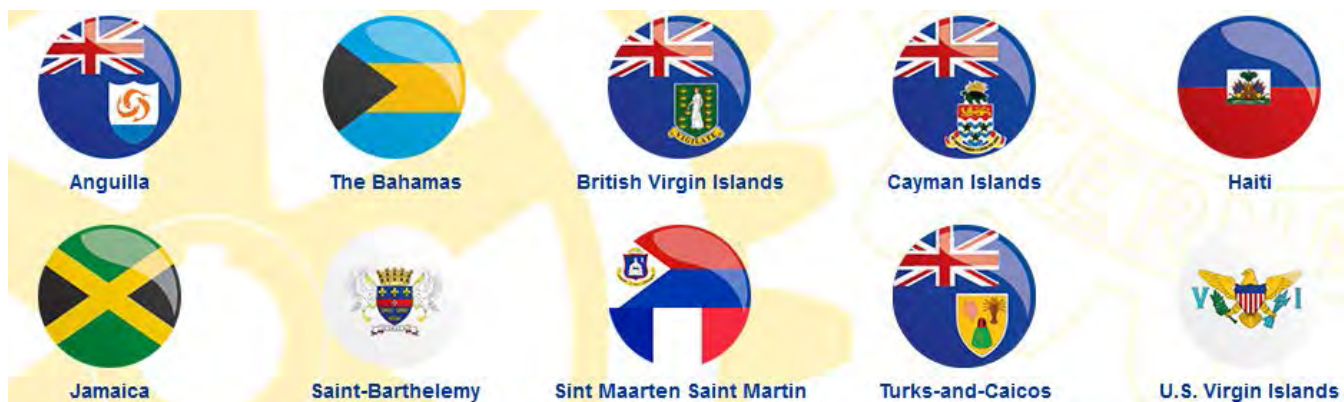 Anguilla
The Bahamas
British Virgin Islands
Cayman Islands
Haiti
VIGILATE
Jamaica
Saint-Barthelemy
Sint Maarten Saint Martin
Turks-and-Caicos
U.S. Virgin Islands
V I